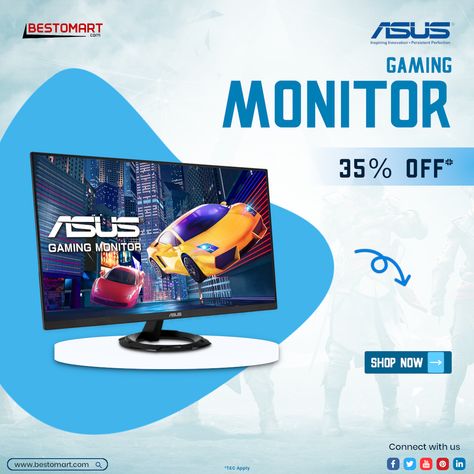 BESTOMART
.com
ASUS
Inspiring Innovation • Persistent Perfection
GAMING
MONITOR
35% OFF*
ASUS
GAMING MONITOR
ASUS
SHOP NOW
Connect with us
www.bestomart.com
*T&C Apply